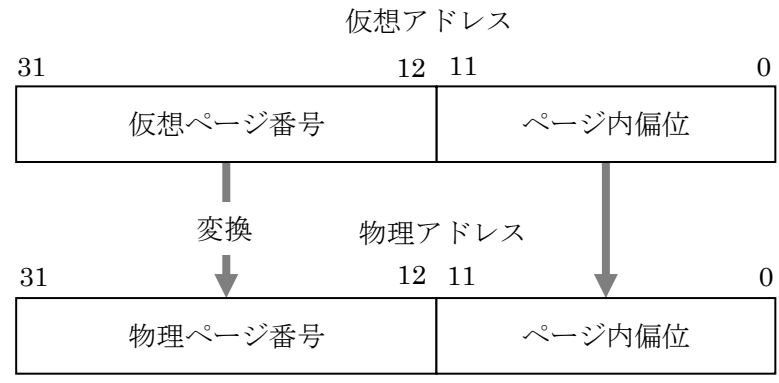 仮想アドレス
31 12 11 0
仮想ページ番号 ページ内偏位
変換 物理アドレス
31 12 11 0
物理ページ番号 ページ内偏位